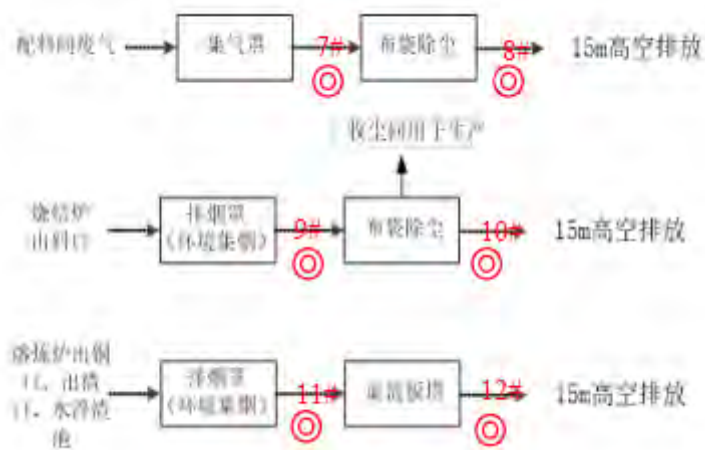 配料间废气
集气罩
7#
布袋除尘
8#
15m高空排放
收尘回用于生产
烧结炉
出料口
排烟罩
(环境集烟)
9#
布袋除尘
10#
15m高空排放
熔炼炉出铜
口、出渣
口、水淬渣
池
排烟罩
(环境集烟)
11#
12#
15m高空排放